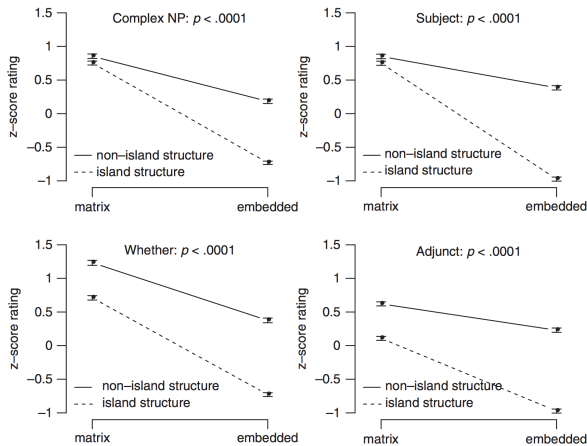 Complex NP: p < .0001
z–score rating
1.5
1
0.5
0
−0.5
−1
non–island structure
island structure
matrix
embedded
Subject: p < .0001
z–score rating
1.5
1
0.5
0
−0.5
−1
non–island structure
island structure
matrix
embedded
Whether: p < .0001
z–score rating
1.5
1
0.5
0
−0.5
−1
non–island structure
island structure
matrix
embedded
Adjunct: p < .0001
z–score rating
1.5
1
0.5
0
−0.5
−1
non–island structure
island structure
matrix
embedded